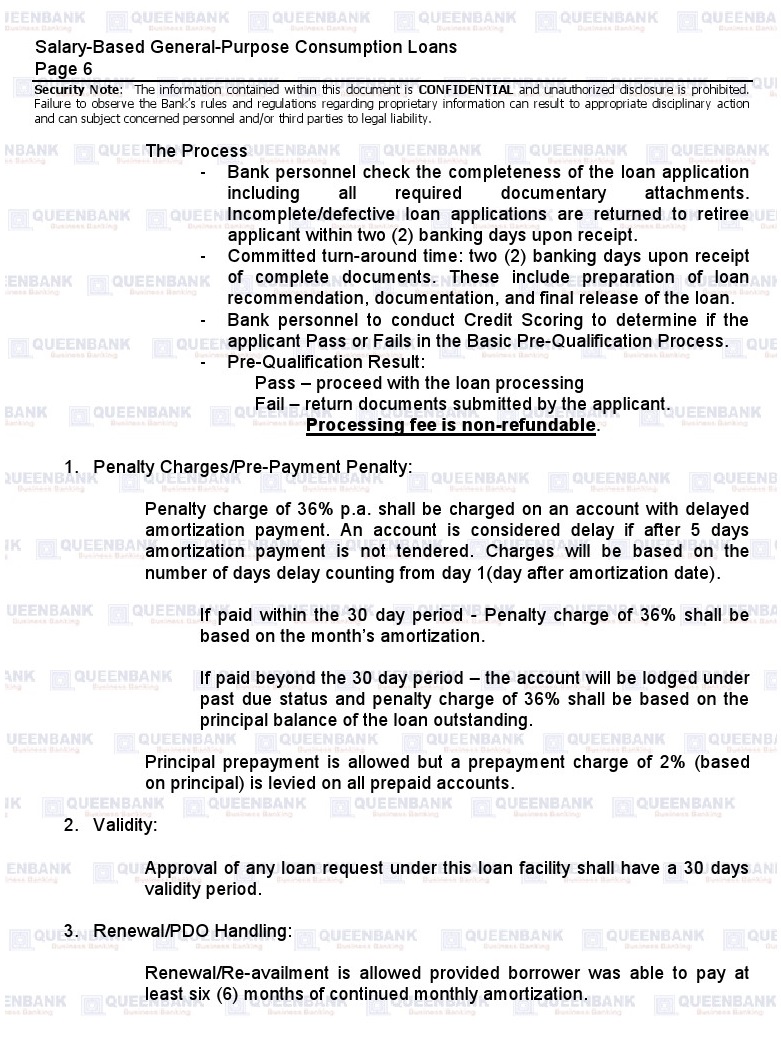 Salary-Based General-Purpose Consumption Loans
Page 6
Security Note: The information contained within this document is CONFIDENTIAL and unauthorized disclosure is prohibited.
Failure to observe the Bank's rules and regulations regarding proprietary information can result to appropriate disciplinary action
and can subject concerned personnel and/or third parties to legal liability.
The Process
- Bank personnel check the completeness of the loan application
including all required documentary attachments.
Incomplete/defective loan applications are returned to retiree
applicant within two (2) banking days upon receipt.
- Committed turn-around time: two (2) banking days upon receipt
of complete documents. These include preparation of loan
recommendation, documentation, and final release of the loan.
- Bank personnel to conduct Credit Scoring to determine if the
applicant Pass or Fails in the Basic Pre-Qualification Process.
- Pre-Qualification Result:
Pass – proceed with the loan processing
Fail – return documents submitted by the applicant.
Processing fee is non-refundable.
1. Penalty Charges/Pre-Payment Penalty:
Penalty charge of 36% p.a. shall be charged on an account with delayed
amortization payment. An account is considered delay if after 5 days
amortization payment is not tendered. Charges will be based on the
number of days delay counting from day 1(day after amortization date).
If paid within the 30 day period - Penalty charge of 36% shall be
based on the month's amortization.
If paid beyond the 30 day period – the account will be lodged under
past due status and penalty charge of 36% shall be based on the
principal balance of the loan outstanding.
Principal prepayment is allowed but a prepayment charge of 2% (based
on principal) is levied on all prepaid accounts.
2. Validity:
Approval of any loan request under this loan facility shall have a 30 days
validity period.
3. Renewal/PDO Handling:
Renewal/Re-availment is allowed provided borrower was able to pay at
least six (6) months of continued monthly amortization.